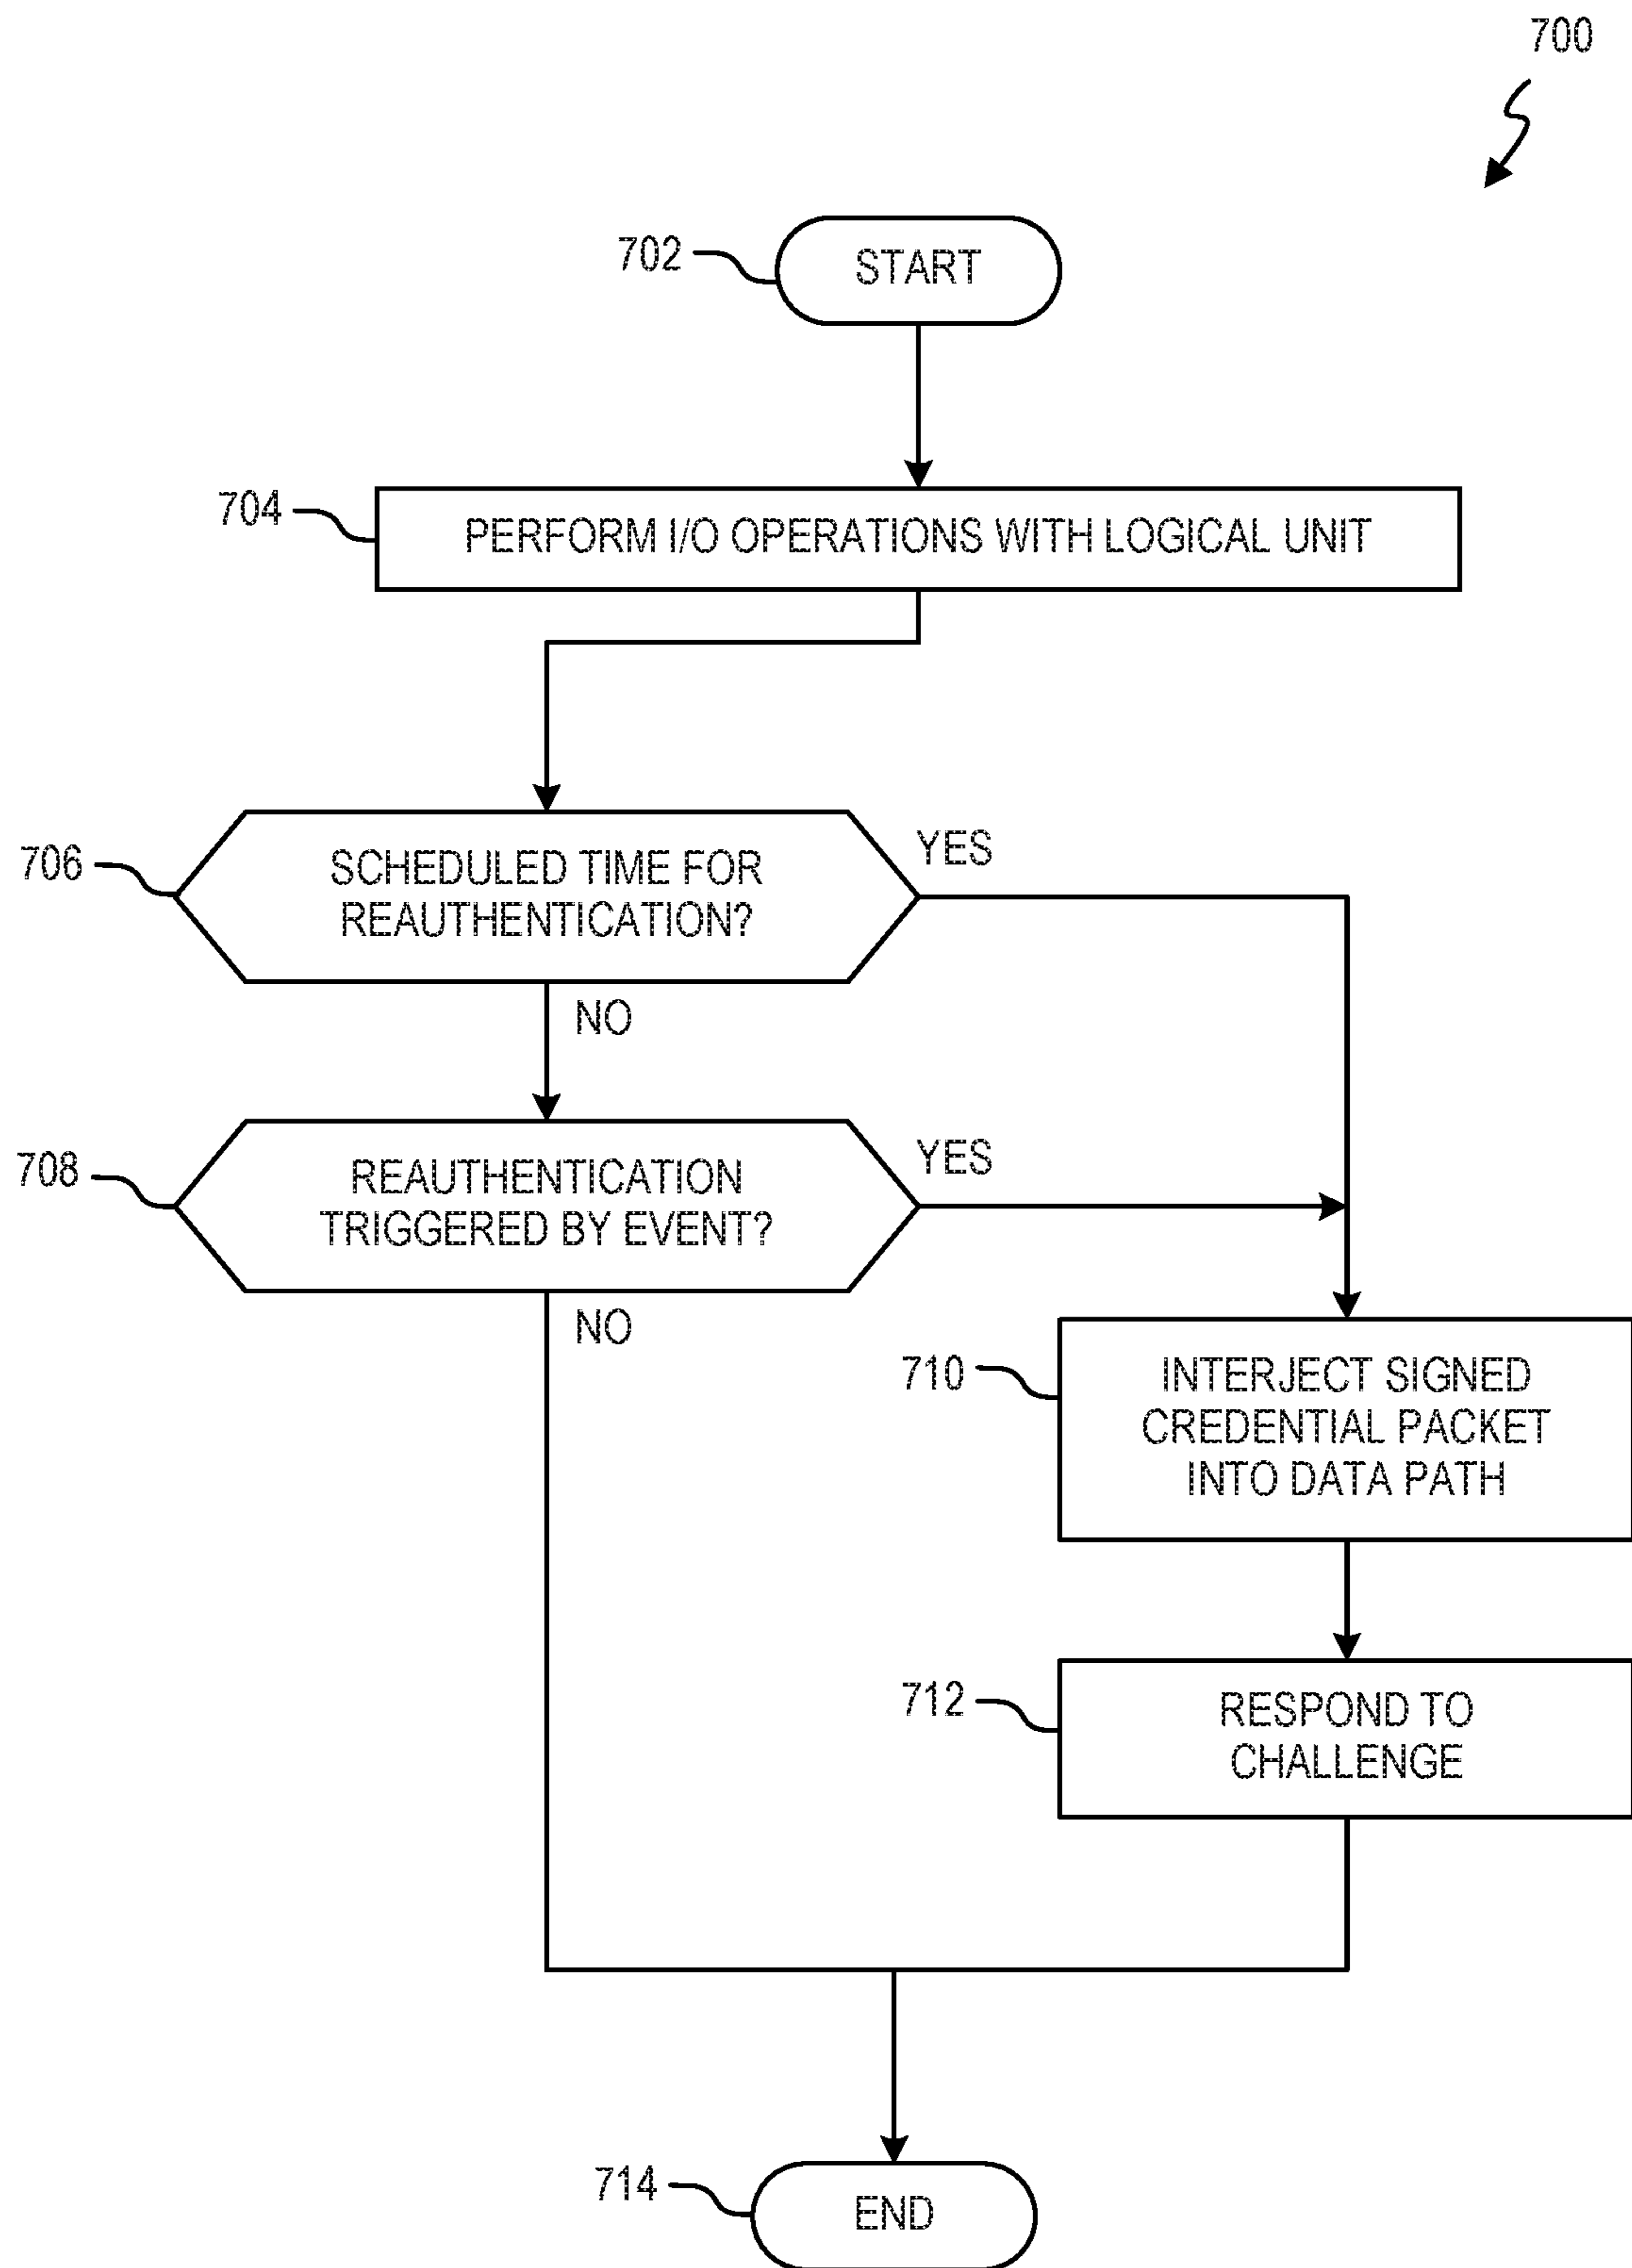 700
702
START
704
PERFORM I/O OPERATIONS WITH LOGICAL UNIT
706
SCHEDULED TIME FOR
REAUTHENTICATION?
YES
NO
708
REAUTHENTICATION
TRIGGERED BY EVENT?
YES
NO
710
INTERJECT SIGNED
CREDENTIAL PACKET
INTO DATA PATH
712
RESPOND TO
CHALLENGE
714
END